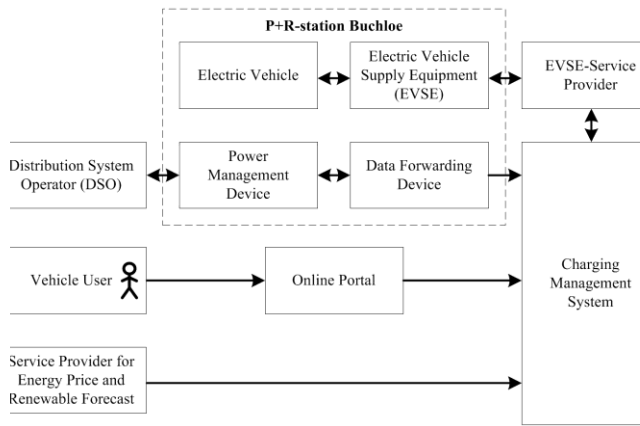 P+R-station Buchloe
Electric Vehicle
Electric Vehicle
Supply Equipment
(EVSE)
EVSE-Service
Provider
Distribution System
Operator (DSO)
Power
Management
Device
Data Forwarding
Device
Vehicle User
Online Portal
Charging
Management
System
Service Provider for
Energy Price and
Renewable Forecast